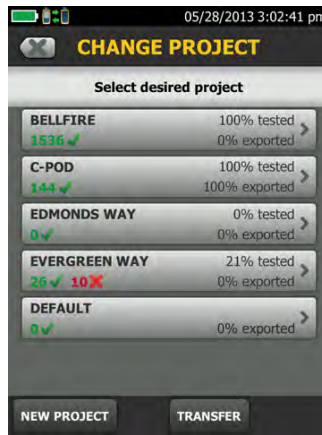 05/28/2013 3:02:41 pm
CHANGE PROJECT
Select desired project
BELLFIRE 100% tested
1536 0% exported
C-POD 100% tested
144 100% exported
EDMONDS WAY 0% tested
0 0% exported
EVERGREEN WAY 21% tested
26 10 0% exported
DEFAULT
0 0% exported
NEW PROJECT TRANSFER